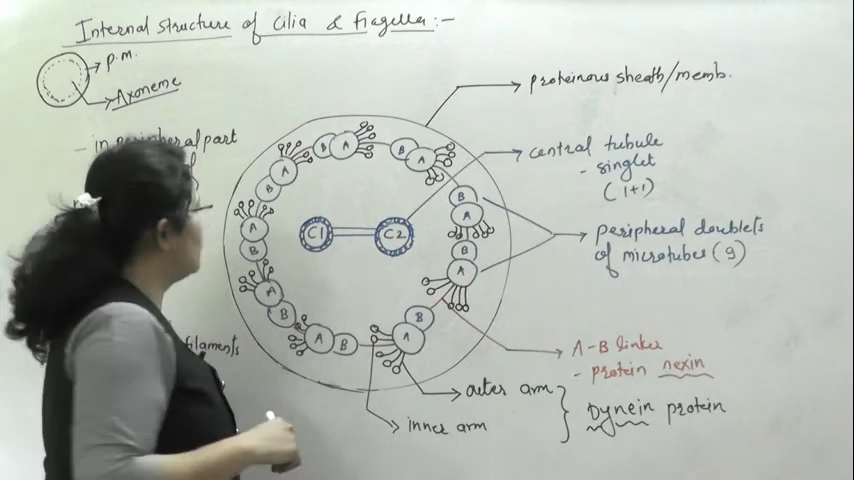 Internal structure of Cilia & Flagella:-
P.M.
Axoneme
- in peripheral part
filaments
proteinous sheath/memb.
central tubule
- singlet
(1+1)
peripheral doublets
of microtubes (9)
A-B linker
- protein nexin
outer arm
inner arm
Dynein protein
C1
C2
B A
B A
B
A
B
A
B
A
A B
A
B
A
B
A
B